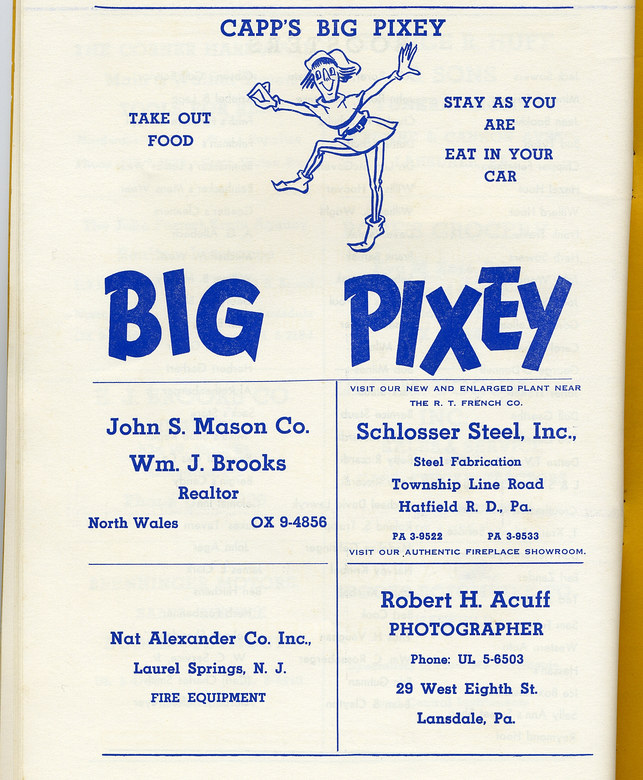 CAPP'S BIG PIXEY
TAKE OUT
FOOD
STAY AS YOU
ARE
EAT IN YOUR
CAR
BIG PIXEY
John S. Mason Co.
Wm. J. Brooks
Realtor
North Wales OX 9-4856
VISIT OUR NEW AND ENLARGED PLANT NEAR
THE R. T. FRENCH CO.
Schlosser Steel, Inc.,
Steel Fabrication
Township Line Road
Hatfield R. D., Pa.
PA 3-9522 PA 3-9533
VISIT OUR AUTHENTIC FIREPLACE SHOWROOM.
Nat Alexander Co. Inc.,
Laurel Springs, N. J.
FIRE EQUIPMENT
Robert H. Acuff
PHOTOGRAPHER
Phone: UL 5-6503
29 West Eighth St.
Lansdale, Pa.